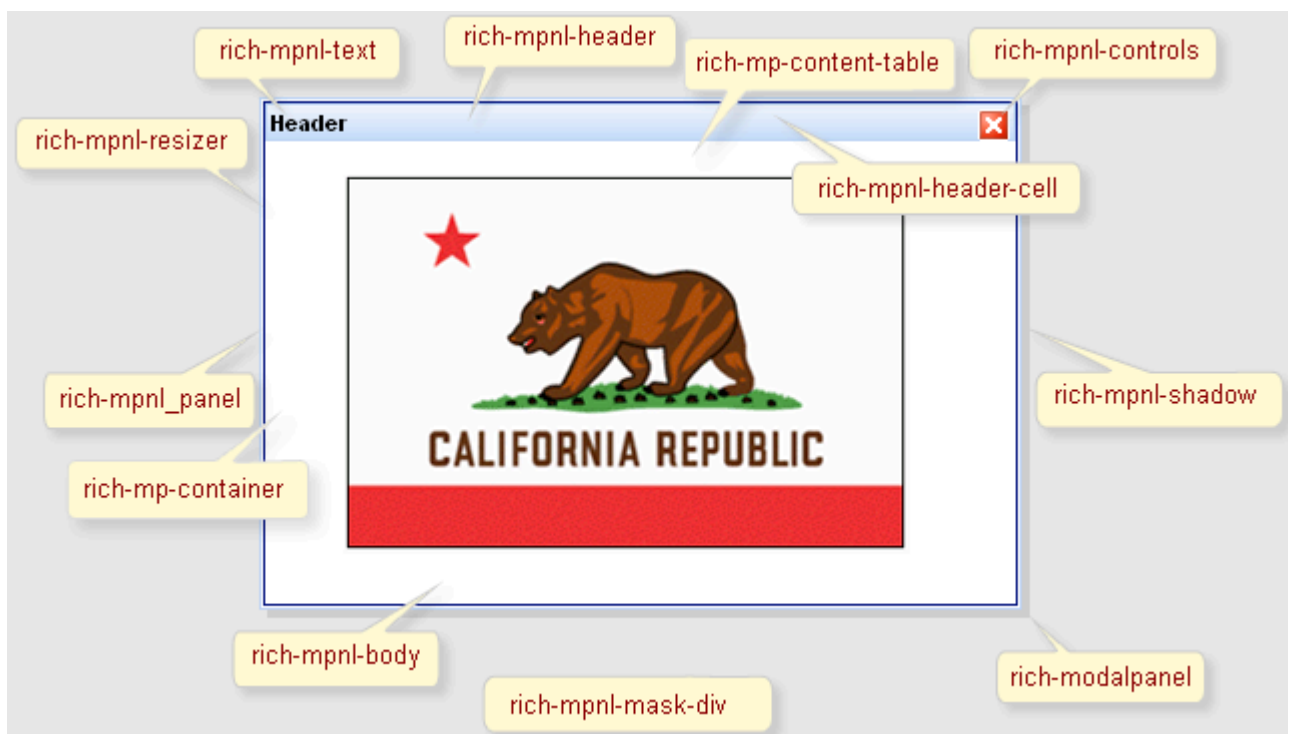 rich-mpnl-header
rich-mpnl-text
rich-mpnl-controls
rich-mp-content-table
Header
rich-mpnl-resizer
rich-mpnl-header-cell
rich-mpnl_panel
rich-mpnl-shadow
CALIFORNIA REPUBLIC
rich-mp-container
rich-mpnl-body
rich-modalpanel
rich-mpnl-mask-div